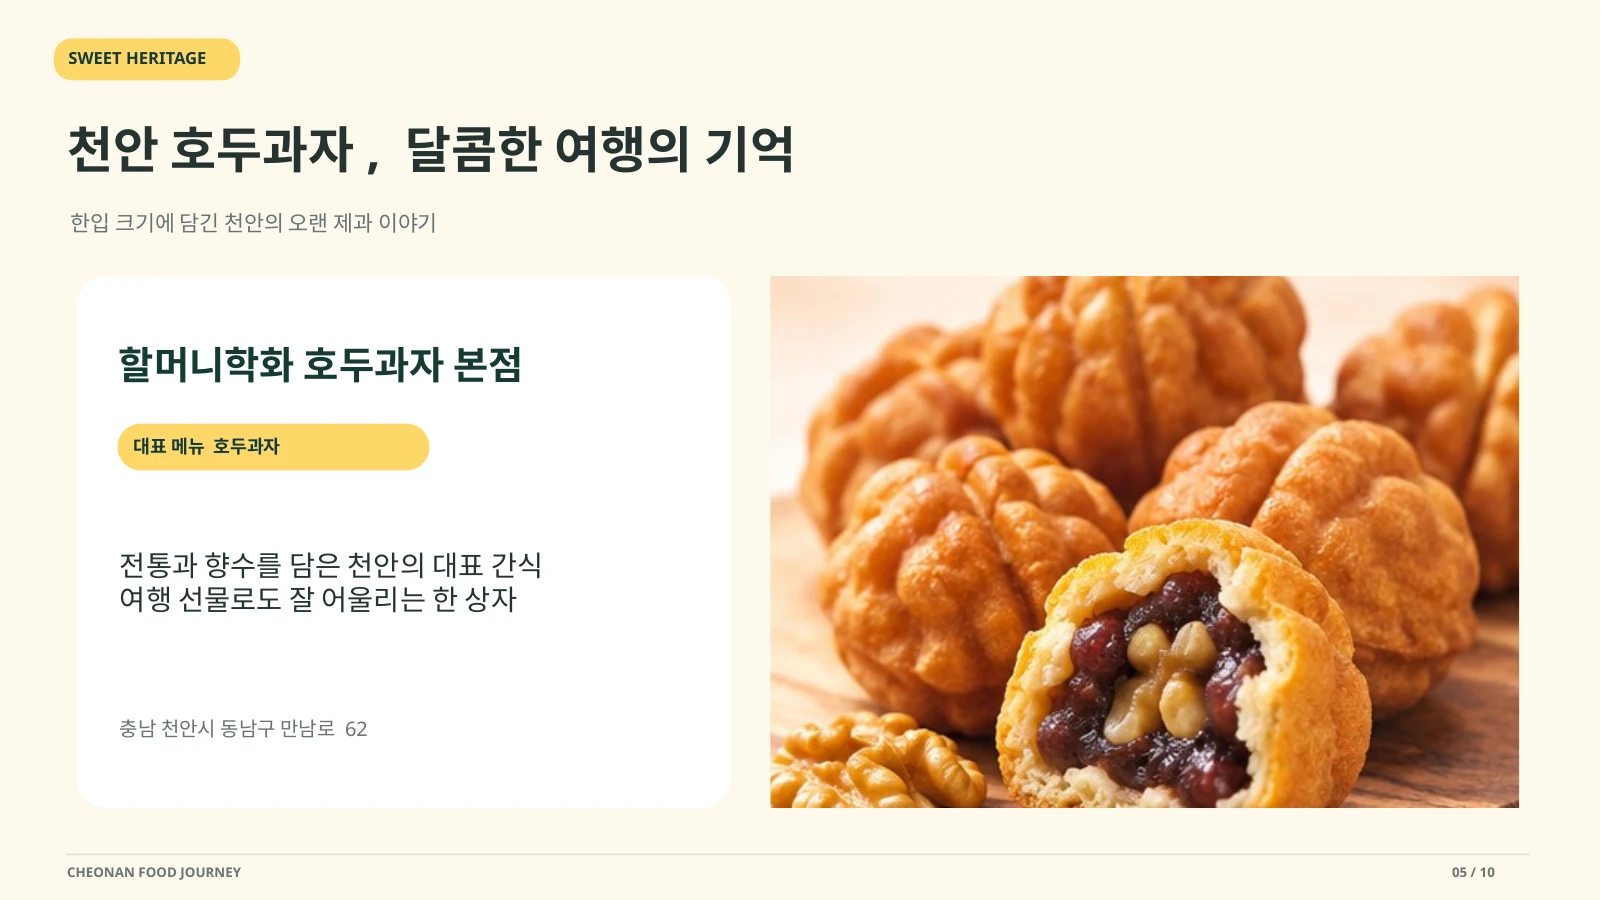 SWEET HERITAGE
천안 호두과자 , 달콤한 여행의 기억
한입 크기에 담긴 천안의 오랜 제과 이야기
할머니학화 호두과자 본점
대표 메뉴 호두과자
전통과 향수를 담은 천안의 대표 간식
여행 선물로도 잘 어울리는 한 상자
충남 천안시 동남구 만남로 62
CHEONAN FOOD JOURNEY
05 / 10